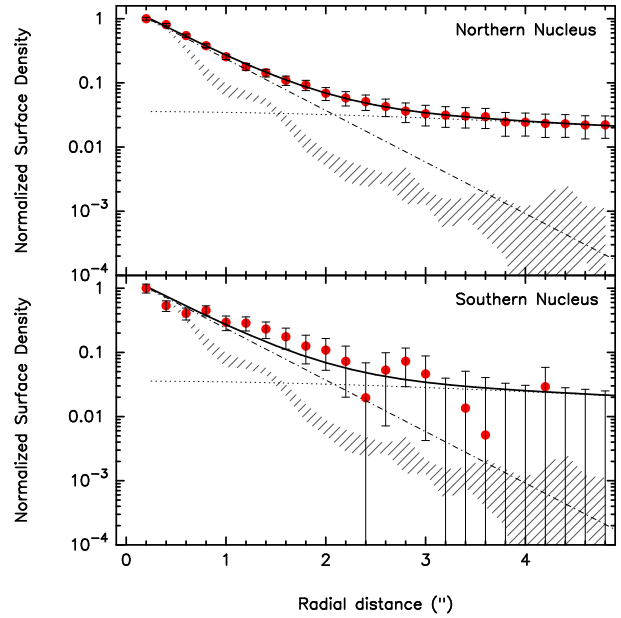 Northern Nucleus
Normalized Surface Density
1
0.1
0.01
10⁻³
10⁻⁴
Southern Nucleus
Normalized Surface Density
1
0.1
0.01
10⁻³
10⁻⁴
0 1 2 3 4
Radial distance (")